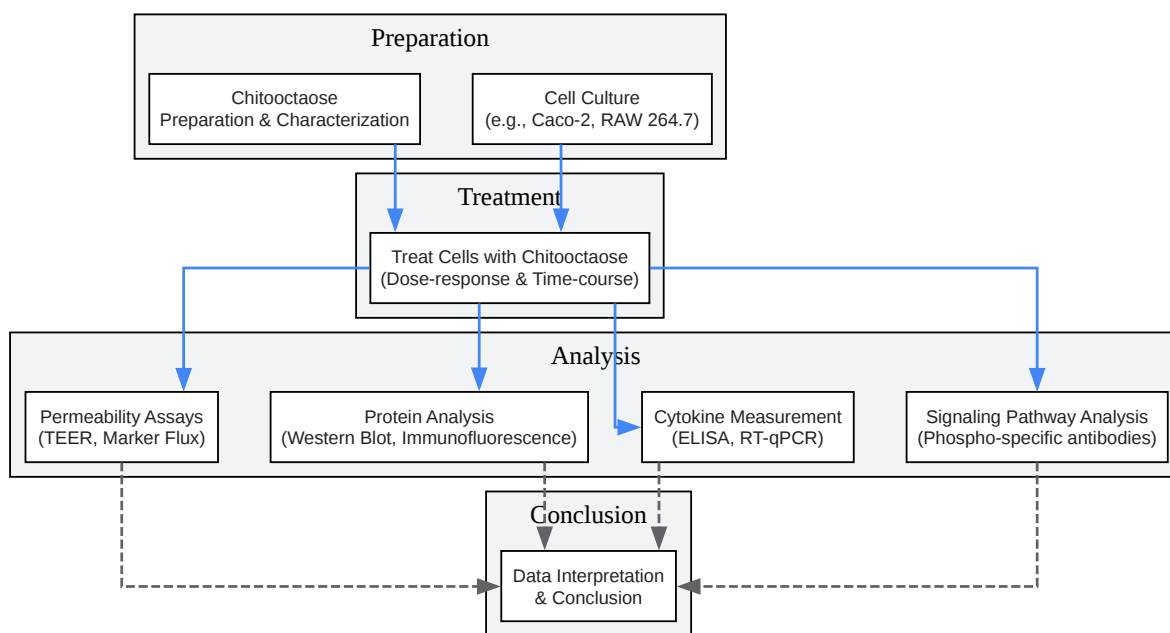 Preparation
Chitooctaose
Preparation & Characterization
Cell Culture
(e.g., Caco-2, RAW 264.7)
Treatment
Treat Cells with Chitooctaose
(Dose-response & Time-course)
Analysis
Permeability Assays
(TEER, Marker Flux)
Protein Analysis
(Western Blot, Immunofluorescence)
Cytokine Measurement
(ELISA, RT-qPCR)
Signaling Pathway Analysis
(Phospho-specific antibodies)
Conclusion
Data Interpretation
& Conclusion